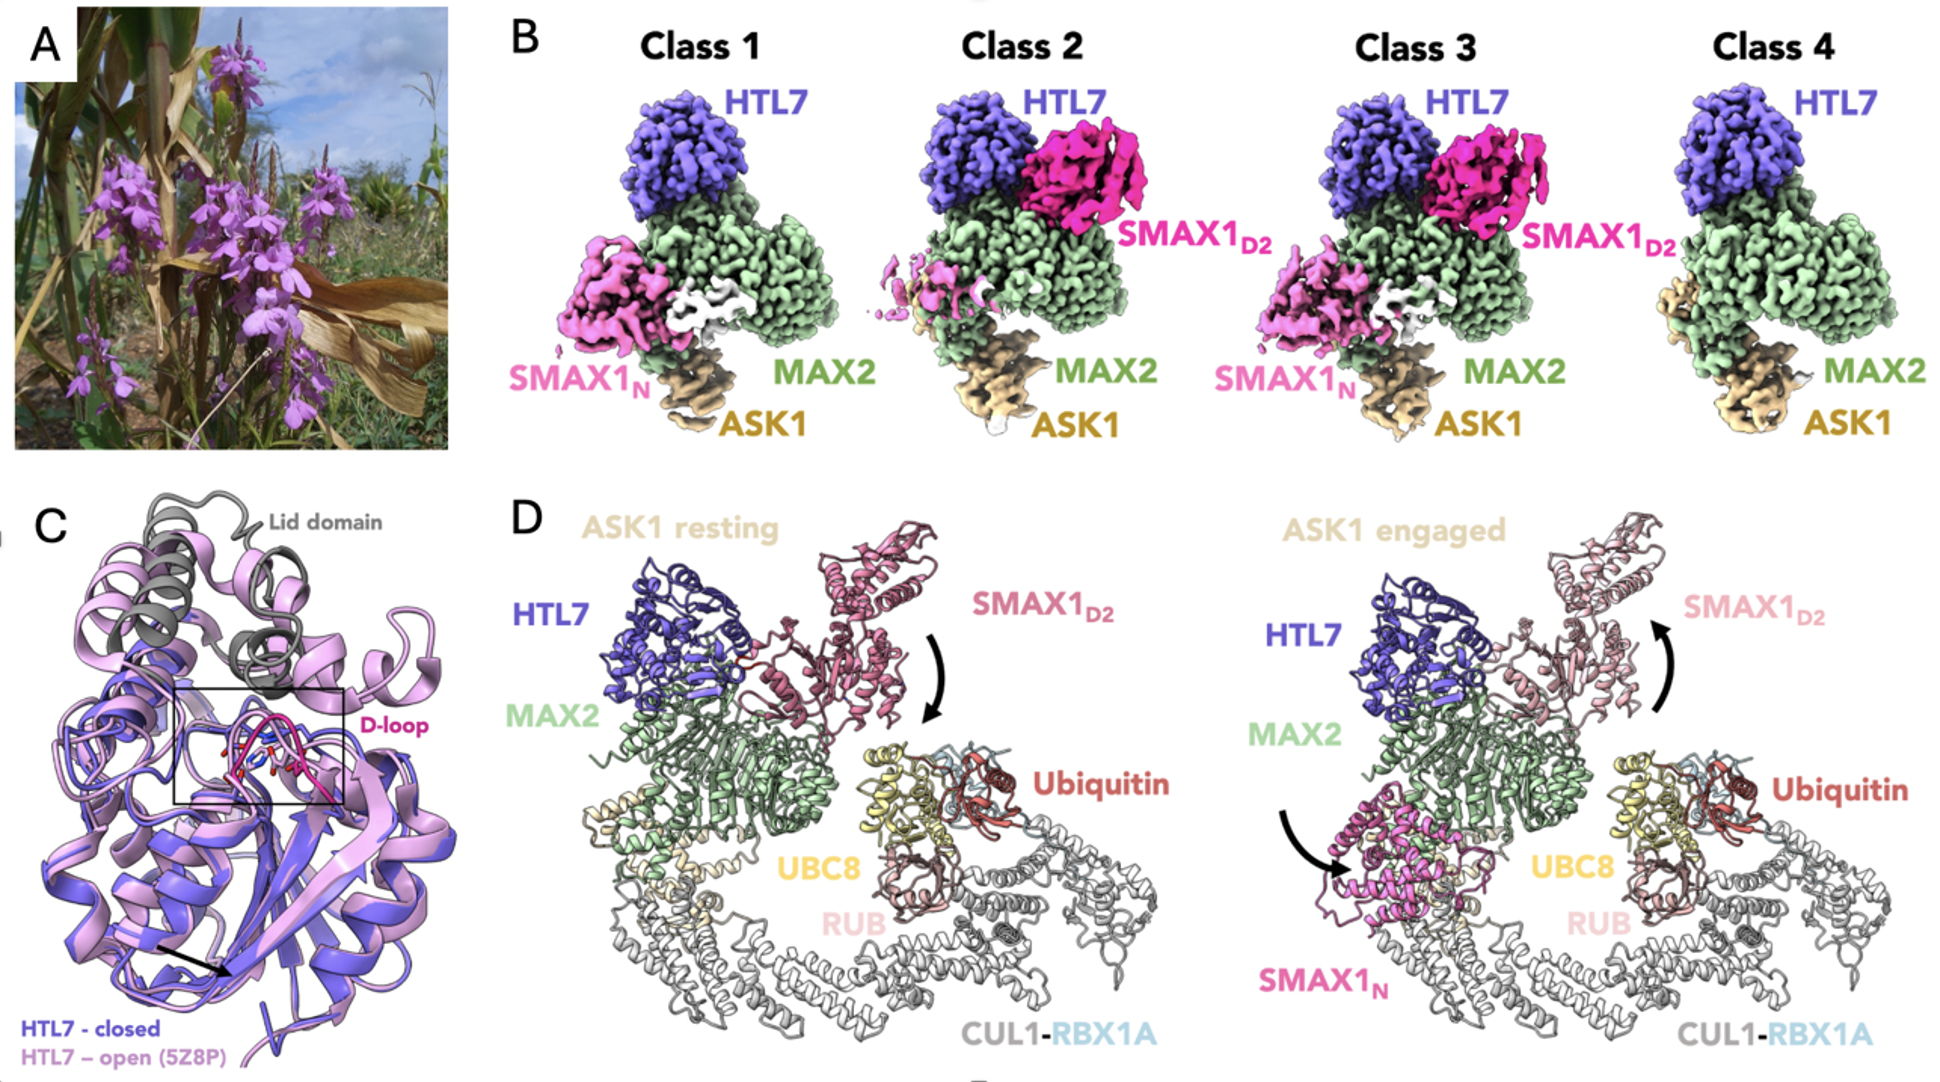 A
B
Class 1
Class 2
Class 3
Class 4
HTL7
HTL7
HTL7
HTL7
SMAX1D2
SMAX1D2
SMAX1N
MAX2
MAX2
SMAX1N
MAX2
MAX2
ASK1
ASK1
ASK1
ASK1
C
Lid domain
D-loop
HTL7 - closed
HTL7 – open (5Z8P)
D
ASK1 resting
HTL7
SMAX1D2
MAX2
Ubiquitin
UBC8
RUB
CUL1-RBX1A
ASK1 engaged
HTL7
SMAX1D2
MAX2
Ubiquitin
UBC8
RUB
SMAX1N
CUL1-RBX1A